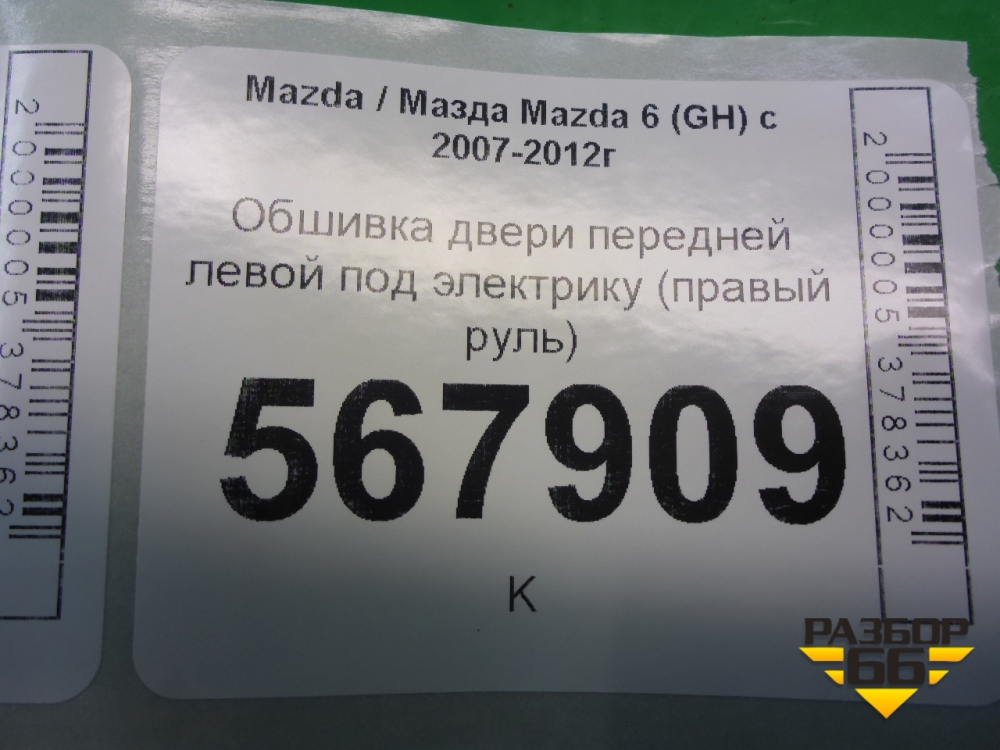 Mazda / Мазда Mazda 6 (GH) с
2007-2012г
Обшивка двери передней
левой под электрику (правый
руль)
567909
К
2000005378362
2000005378362
РАЗБОР
66